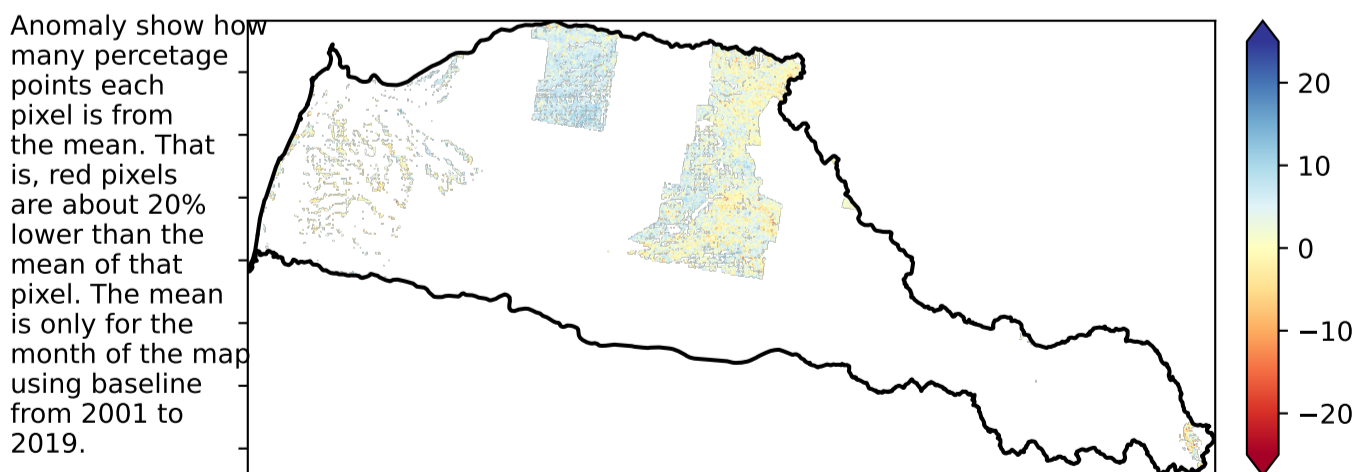 Anomaly show how
many percetage
points each
pixel is from
the mean. That
is, red pixels
are about 20%
lower than the
mean of that
pixel. The mean
is only for the
month of the map
using baseline
from 2001 to
2019.
20
10
0
−10
−20